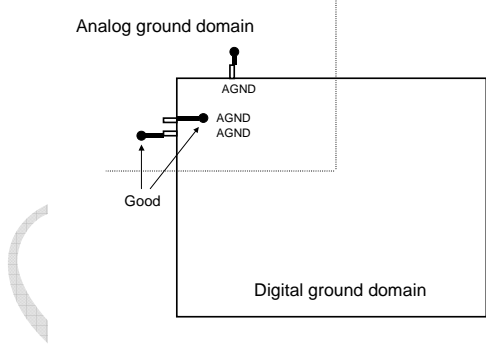 Analog ground domain
AGND
AGND
AGND
Good
Digital ground domain